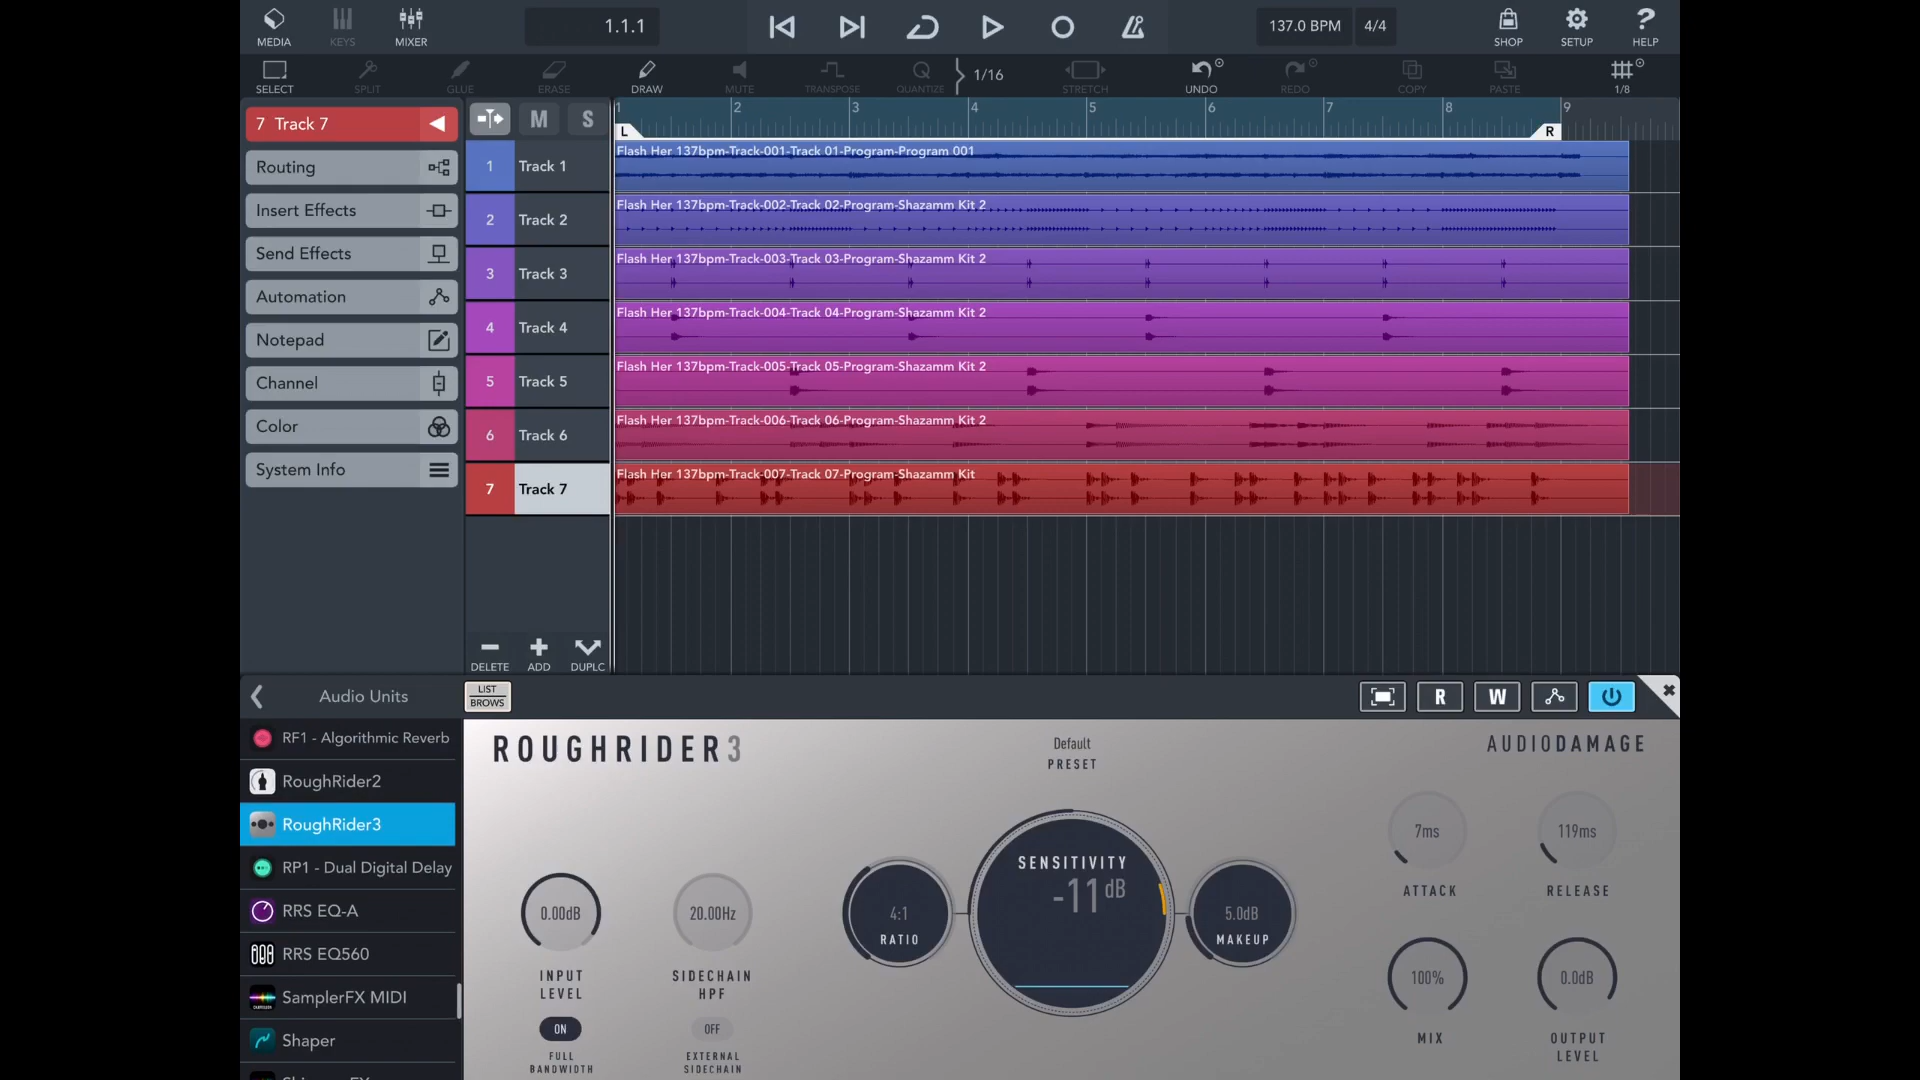 MEDIA
KEYS
MIXER
1.1.1
137.0 BPM
4/4
SHOP
SETUP
HELP
SELECT
SPLIT
GLUE
ERASE
DRAW
MUTE
TRANSPOSE
Q
QUANTIZE
1/16
STRETCH
UNDO
REDO
COPY
PASTE
1/8
7 Track 7
M
S
1 2 3 4 5 6 7 8 9
L
R
Routing
Insert Effects
Send Effects
Automation
Notepad
Channel
Color
System Info
1 Track 1
Flash Her 137bpm-Track-001-Track 01-Program-Program 001
2 Track 2
Flash Her 137bpm-Track-002-Track 02-Program-Shazamm Kit 2
3 Track 3
Flash Her 137bpm-Track-003-Track 03-Program-Shazamm Kit 2
4 Track 4
Flash Her 137bpm-Track-004-Track 04-Program-Shazamm Kit 2
5 Track 5
Flash Her 137bpm-Track-005-Track 05-Program-Shazamm Kit 2
6 Track 6
Flash Her 137bpm-Track-006-Track 06-Program-Shazamm Kit 2
7 Track 7
Flash Her 137bpm-Track-007-Track 07-Program-Shazamm Kit
DELETE
ADD
DUPLC
Audio Units
LIST
BROWS
R
W
RF1 - Algorithmic Reverb
RoughRider2
RoughRider3
RP1 - Dual Digital Delay
RRS EQ-A
RRS EQ560
SamplerFX MIDI
Shaper
ROUGHRIDER3
Default
PRESET
AUDIODAMAGE
0.00dB
INPUT
LEVEL
ON
FULL
BANDWIDTH
20.00Hz
SIDECHAIN
HPF
OFF
EXTERNAL
SIDECHAIN
4:1
RATIO
SENSITIVITY
-11 dB
5.0dB
MAKEUP
7ms
ATTACK
119ms
RELEASE
100%
MIX
0.0dB
OUTPUT
LEVEL